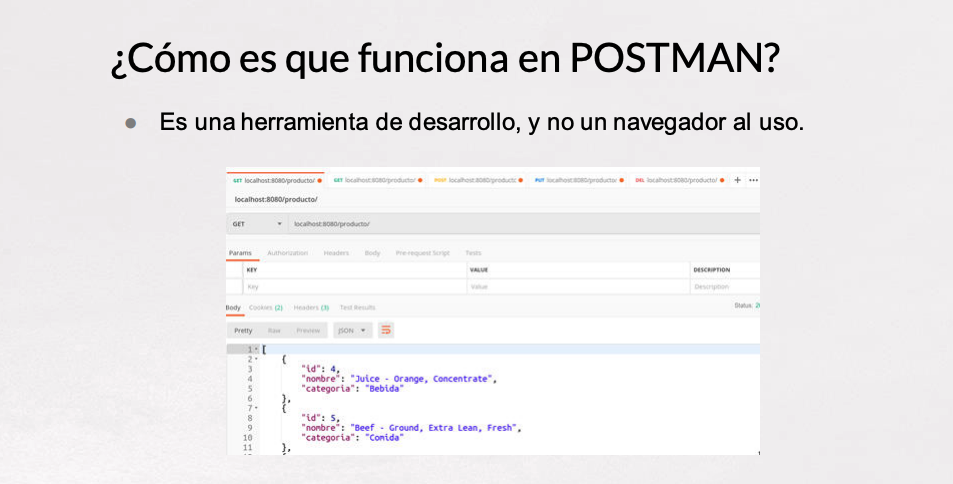 ¿Cómo es que funciona en POSTMAN?
● Es una herramienta de desarrollo, y no un navegador al uso.
GET localhost:8080/producto/ ● GET localhost:8080/producto/ ● POST localhost:8080/productc ● PUT localhost:8080/producto/ ● DEL localhost:8080/producto/ ● + •••
localhost:8080/producto/
GET ▼ localhost:8080/producto/
Params Authorization Headers Body Pre-request Script Tests
KEY VALUE DESCRIPTION
Key Value Description
Body Cookies (2) Headers (3) Test Results Status: 2
Pretty Raw Preview JSON ▼
1 [
2 {
3 "id": 4,
4 "nombre": "Juice - Orange, Concentrate",
5 "categoria": "Bebida"
6 },
7 {
8 "id": 5,
9 "nombre": "Beef - Ground, Extra Lean, Fresh",
10 "categoria": "Comida"
11 },